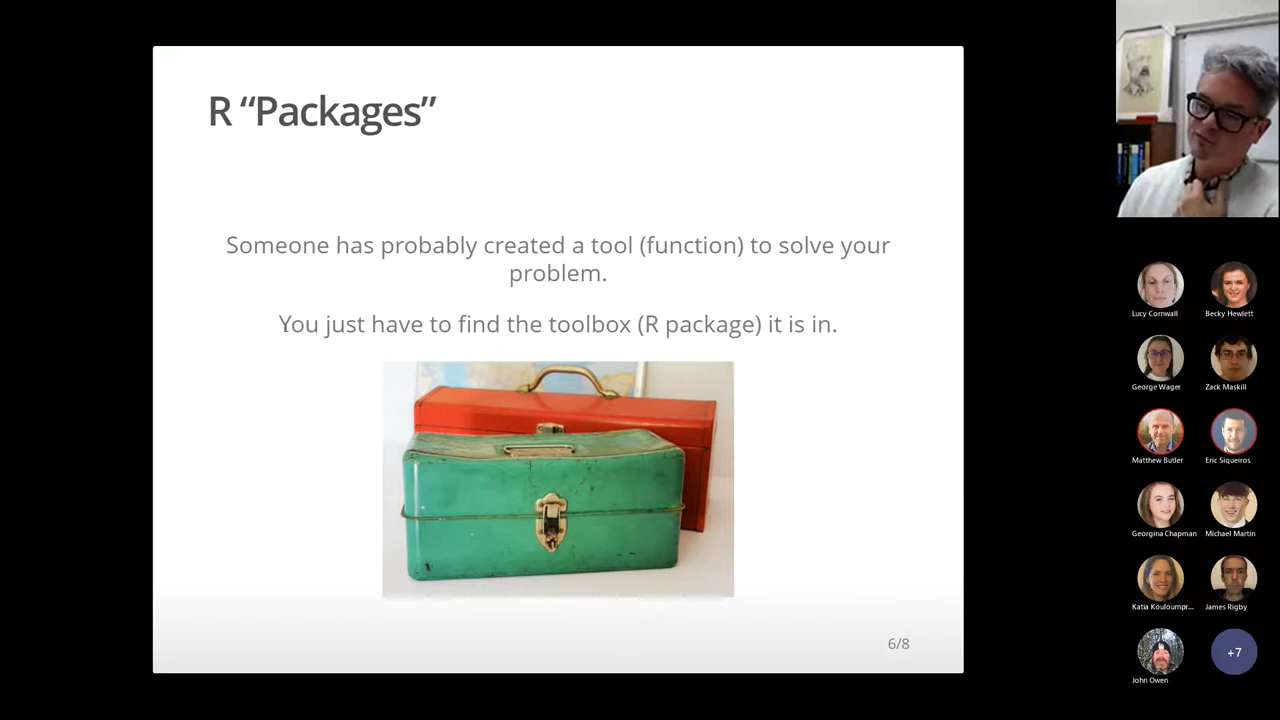 R “Packages”
Someone has probably created a tool (function) to solve your
problem.
You just have to find the toolbox (R package) it is in.
6/8
Lucy Cornwall
Becky Hewlett
George Wager
Zack Maskill
Matthew Butler
Eric Siqueiros
Georgina Chapman
Michael Martin
Katia Kouloumpr...
James Rigby
John Owen
+7